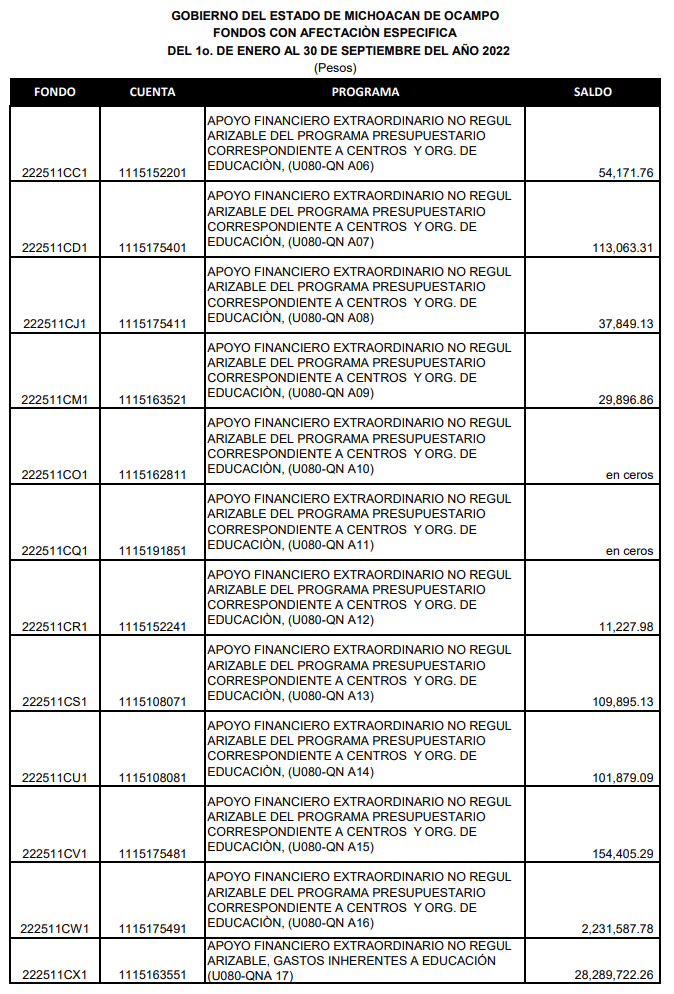 GOBIERNO DEL ESTADO DE MICHOACAN DE OCAMPO
FONDOS CON AFECTACIÒN ESPECIFICA
DEL 1o. DE ENERO AL 30 DE SEPTIEMBRE DEL AÑO 2022
(Pesos)
FONDO CUENTA PROGRAMA SALDO
APOYO FINANCIERO EXTRAORDINARIO NO REGUL
ARIZABLE DEL PROGRAMA PRESUPUESTARIO
CORRESPONDIENTE A CENTROS Y ORG. DE
EDUCACIÒN, (U080-QN A06)
222511CC1 1115152201 54,171.76
APOYO FINANCIERO EXTRAORDINARIO NO REGUL
ARIZABLE DEL PROGRAMA PRESUPUESTARIO
CORRESPONDIENTE A CENTROS Y ORG. DE
EDUCACIÒN, (U080-QN A07)
222511CD1 1115175401 113,063.31
APOYO FINANCIERO EXTRAORDINARIO NO REGUL
ARIZABLE DEL PROGRAMA PRESUPUESTARIO
CORRESPONDIENTE A CENTROS Y ORG. DE
EDUCACIÒN, (U080-QN A08)
222511CJ1 1115175411 37,849.13
APOYO FINANCIERO EXTRAORDINARIO NO REGUL
ARIZABLE DEL PROGRAMA PRESUPUESTARIO
CORRESPONDIENTE A CENTROS Y ORG. DE
EDUCACIÒN, (U080-QN A09)
222511CM1 1115163521 29,896.86
APOYO FINANCIERO EXTRAORDINARIO NO REGUL
ARIZABLE DEL PROGRAMA PRESUPUESTARIO
CORRESPONDIENTE A CENTROS Y ORG. DE
EDUCACIÒN, (U080-QN A10)
222511CO1 1115162811 en ceros
APOYO FINANCIERO EXTRAORDINARIO NO REGUL
ARIZABLE DEL PROGRAMA PRESUPUESTARIO
CORRESPONDIENTE A CENTROS Y ORG. DE
EDUCACIÒN, (U080-QN A11)
222511CQ1 1115191851 en ceros
APOYO FINANCIERO EXTRAORDINARIO NO REGUL
ARIZABLE DEL PROGRAMA PRESUPUESTARIO
CORRESPONDIENTE A CENTROS Y ORG. DE
EDUCACIÒN, (U080-QN A12)
222511CR1 1115152241 11,227.98
APOYO FINANCIERO EXTRAORDINARIO NO REGUL
ARIZABLE DEL PROGRAMA PRESUPUESTARIO
CORRESPONDIENTE A CENTROS Y ORG. DE
EDUCACIÒN, (U080-QN A13)
222511CS1 1115108071 109,895.13
APOYO FINANCIERO EXTRAORDINARIO NO REGUL
ARIZABLE DEL PROGRAMA PRESUPUESTARIO
CORRESPONDIENTE A CENTROS Y ORG. DE
EDUCACIÒN, (U080-QN A14)
222511CU1 1115108081 101,879.09
APOYO FINANCIERO EXTRAORDINARIO NO REGUL
ARIZABLE DEL PROGRAMA PRESUPUESTARIO
CORRESPONDIENTE A CENTROS Y ORG. DE
EDUCACIÒN, (U080-QN A15)
222511CV1 1115175481 154,405.29
APOYO FINANCIERO EXTRAORDINARIO NO REGUL
ARIZABLE DEL PROGRAMA PRESUPUESTARIO
CORRESPONDIENTE A CENTROS Y ORG. DE
EDUCACIÒN, (U080-QN A16)
222511CW1 1115175491 2,231,587.78
APOYO FINANCIERO EXTRAORDINARIO NO REGUL
ARIZABLE, GASTOS INHERENTES A EDUCACIÓN
(U080-QNA 17)
222511CX1 1115163551 28,289,722.26